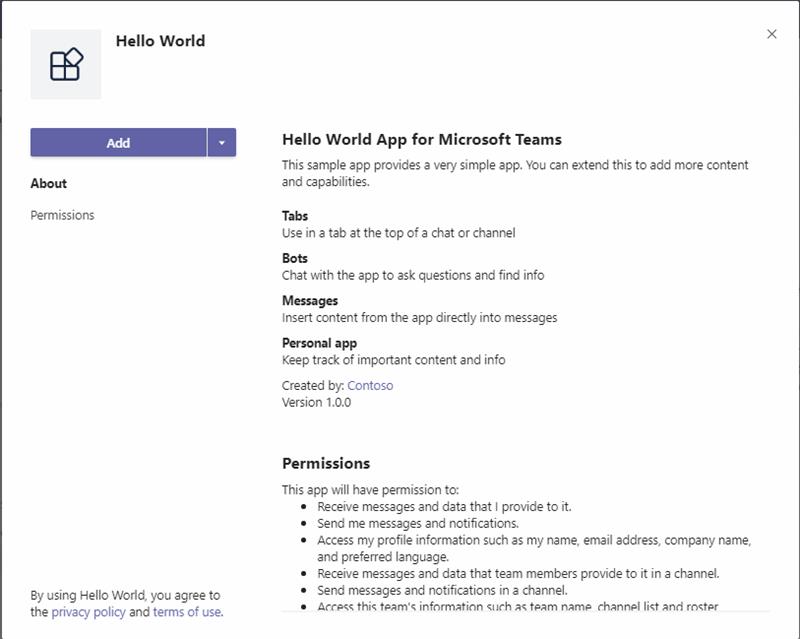 Hello World
Add
About
Permissions
Hello World App for Microsoft Teams
This sample app provides a very simple app. You can extend this to add more content
and capabilities.
Tabs
Use in a tab at the top of a chat or channel
Bots
Chat with the app to ask questions and find info
Messages
Insert content from the app directly into messages
Personal app
Keep track of important content and info
Created by: Contoso
Version 1.0.0
Permissions
This app will have permission to:
Receive messages and data that I provide to it.
Send me messages and notifications.
Access my profile information such as my name, email address, company name,
and preferred language.
Receive messages and data that team members provide to it in a channel.
Send messages and notifications in a channel.
Access this team's information such as team name, channel list and roster
By using Hello World, you agree to
the privacy policy and terms of use.